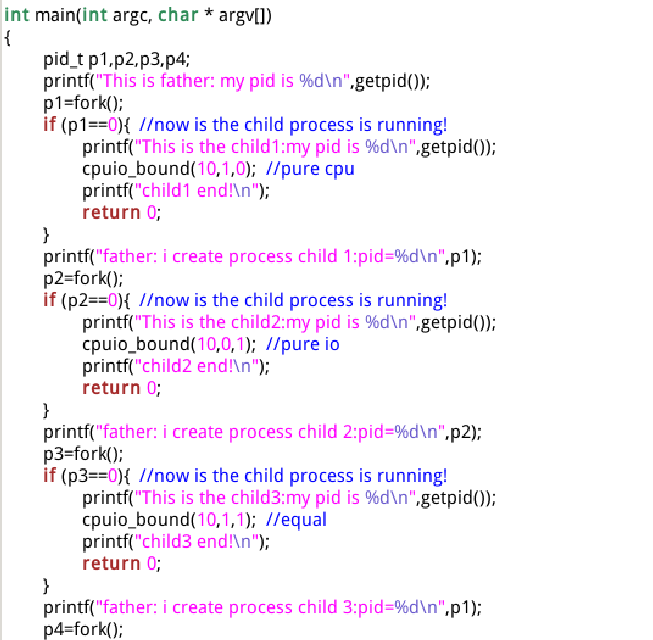 int main(int argc, char * argv[])
{
pid_t p1,p2,p3,p4;
printf("This is father: my pid is %d\n",getpid());
p1=fork();
if (p1==0){ //now is the child process is running!
printf("This is the child1:my pid is %d\n",getpid());
cpuio_bound(10,1,0); //pure cpu
printf("child1 end!\n");
return 0;
}
printf("father: i create process child 1:pid=%d\n",p1);
p2=fork();
if (p2==0){ //now is the child process is running!
printf("This is the child2:my pid is %d\n",getpid());
cpuio_bound(10,0,1); //pure io
printf("child2 end!\n");
return 0;
}
printf("father: i create process child 2:pid=%d\n",p2);
p3=fork();
if (p3==0){ //now is the child process is running!
printf("This is the child3:my pid is %d\n",getpid());
cpuio_bound(10,1,1); //equal
printf("child3 end!\n");
return 0;
}
printf("father: i create process child 3:pid=%d\n",p1);
p4=fork();